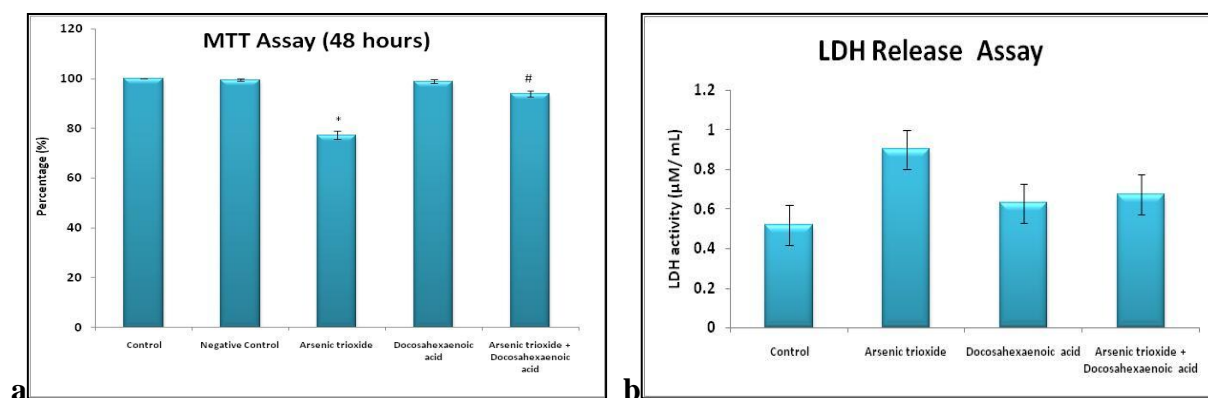 MTT Assay (48 hours)
120
100
80
60
40
20
0
Percentage (%)
*
#
Control
Negative Control
Arsenic trioxide
Docosahexaenoic
acid
Arsenic trioxide +
Docosahexaenoic
acid
a
LDH Release Assay
1.2
1
0.8
0.6
0.4
0.2
0
LDH activity (µM/ mL)
Control
Arsenic trioxide
Docosahexaenoic acid
Arsenic trioxide +
Docosahexaenoic acid
b